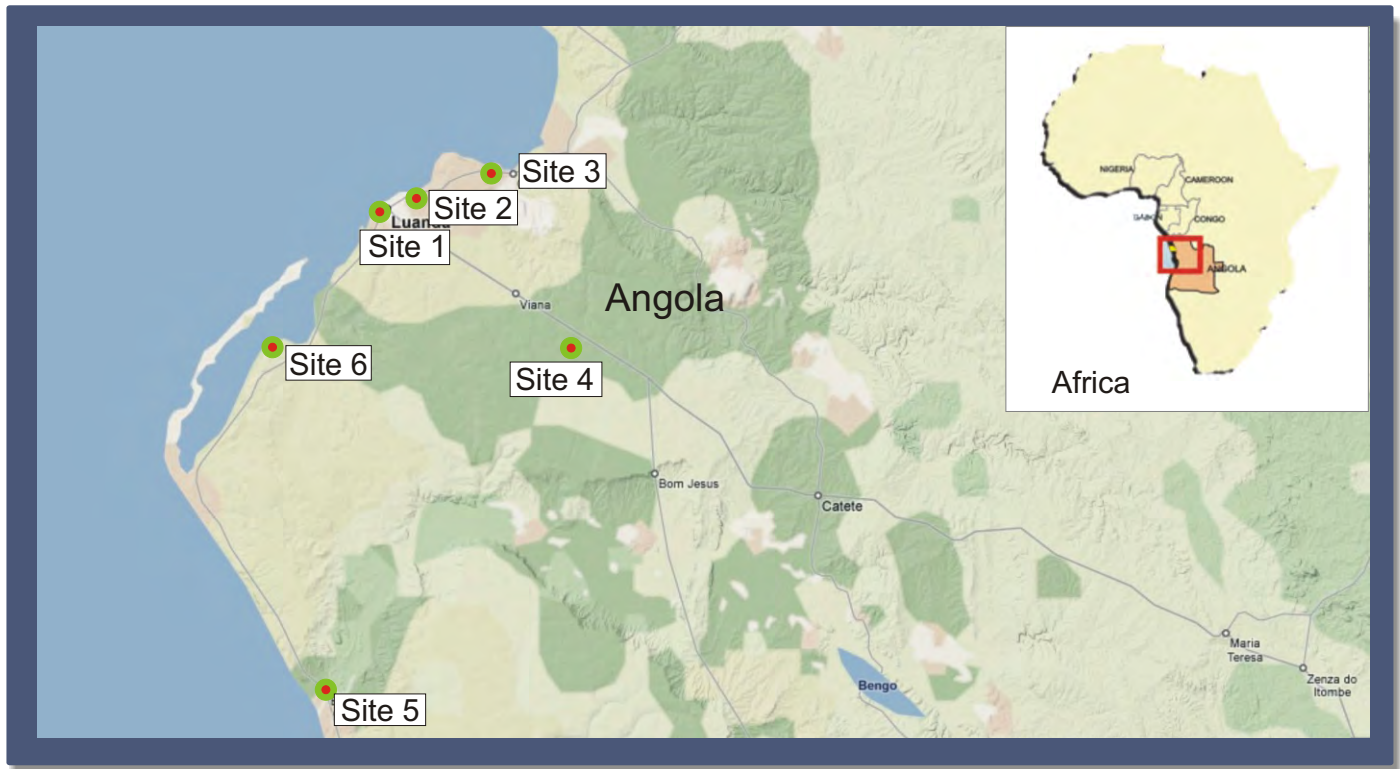 Site 3
Site 2
Luanda
Site 1
Viana
Angola
Site 6
Site 4
Bom Jesus
Catete
Maria
Teresa
Zenza do
Itombe
Bengo
Site 5
NIGERIA
CAMEROON
GABON
CONGO
ANGOLA
Africa